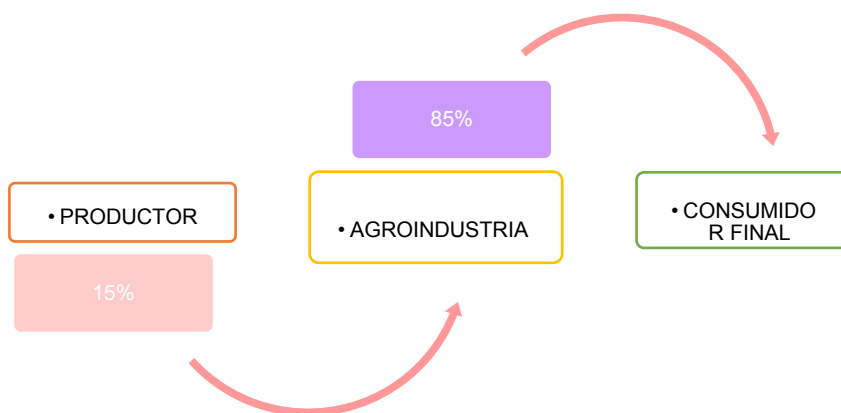 85%
• PRODUCTOR
• AGROINDUSTRIA
• CONSUMIDO
R FINAL
15%